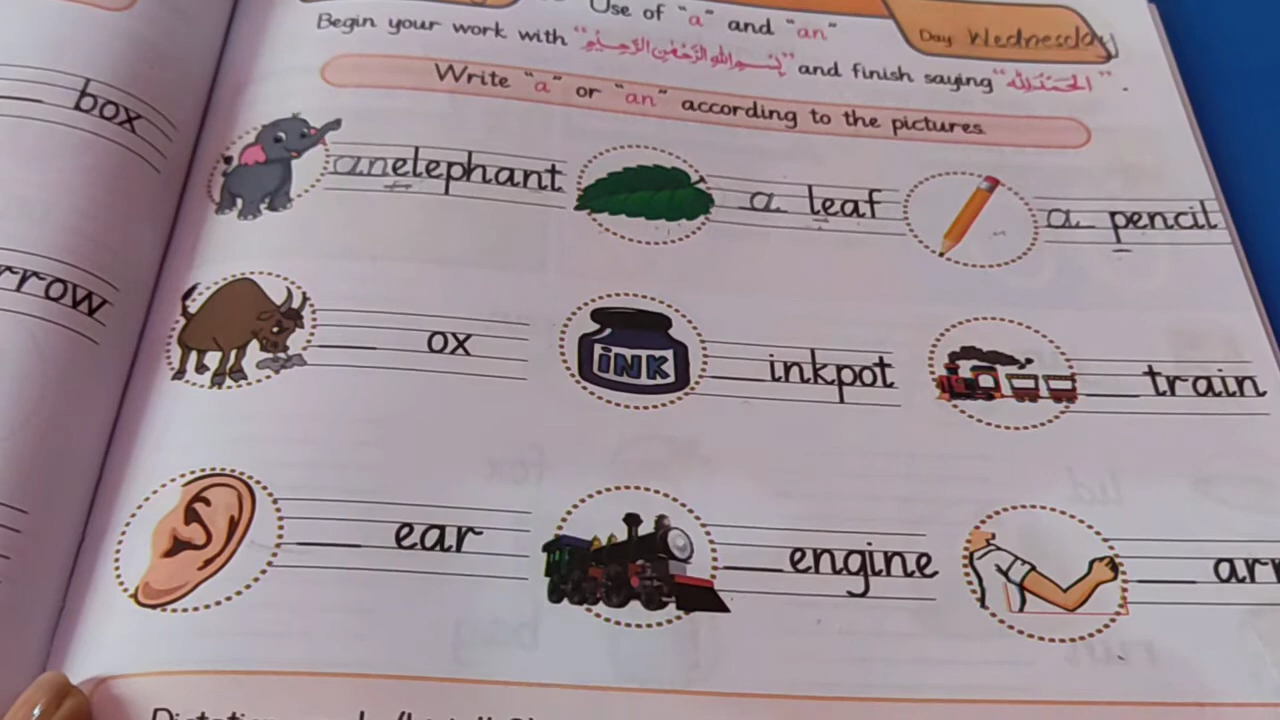 Use of "a" and "an"
Day Wednesday
Begin your work with "بِسْمِ اللهِ الرَّحْمٰنِ الرَّحِيْمِ" and finish saying "اَلْحَمْدُ لِلّٰه".
Write "a" or "an" according to the pictures
box
an elephant
a leaf
a pencil
rrow
ox
INK
inkpot
train
ear
engine